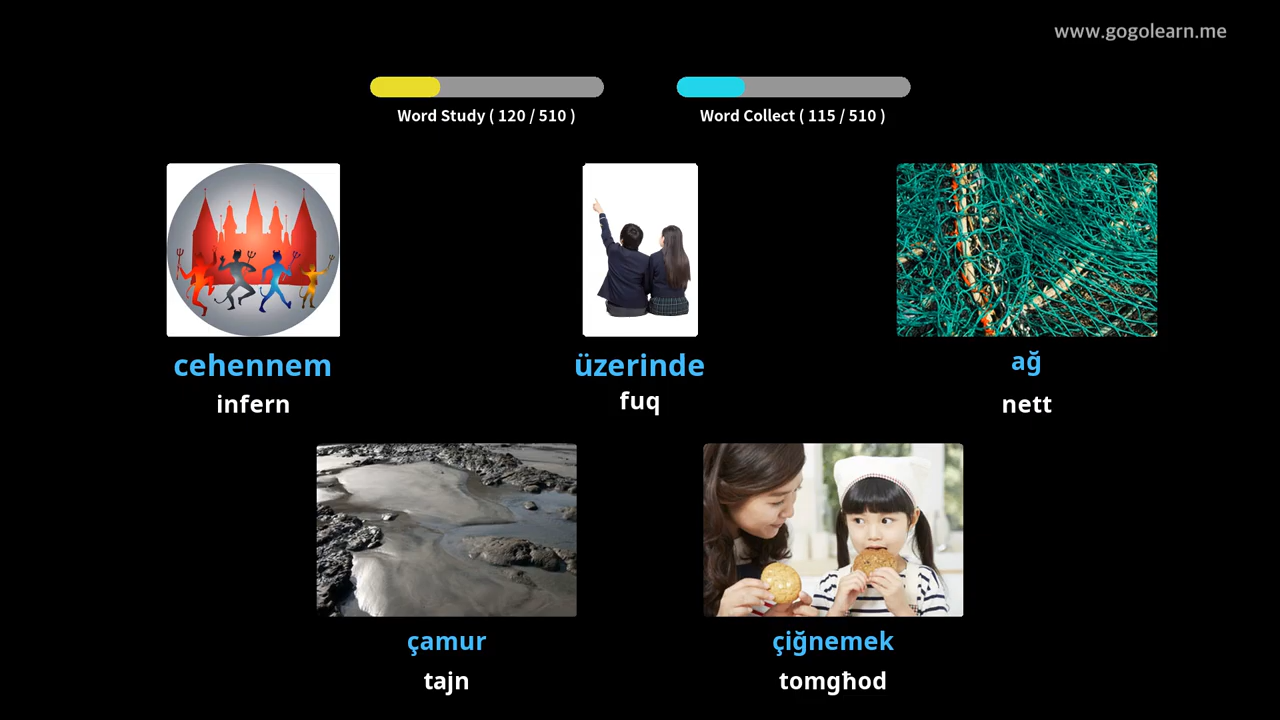 www.gogolearn.me
Word Study ( 120 / 510 )
Word Collect ( 115 / 510 )
cehennem
infern
üzerinde
fuq
ağ
nett
çamur
tajn
çiğnemek
tomgħod